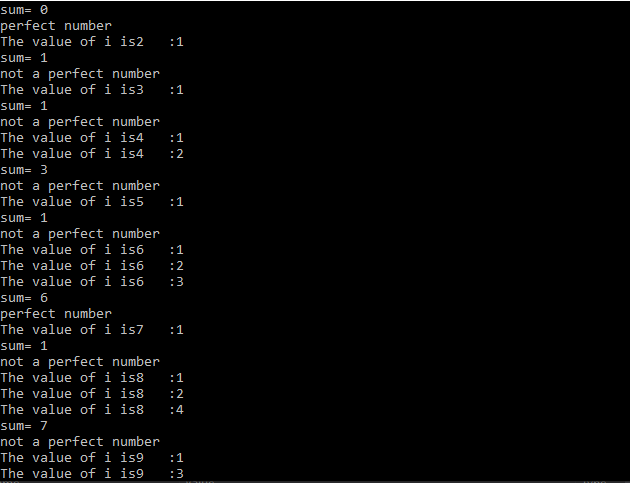 sum= 0
perfect number
The value of i is2   :1
sum= 1
not a perfect number
The value of i is3   :1
sum= 1
not a perfect number
The value of i is4   :1
The value of i is4   :2
sum= 3
not a perfect number
The value of i is5   :1
sum= 1
not a perfect number
The value of i is6   :1
The value of i is6   :2
The value of i is6   :3
sum= 6
perfect number
The value of i is7   :1
sum= 1
not a perfect number
The value of i is8   :1
The value of i is8   :2
The value of i is8   :4
sum= 7
not a perfect number
The value of i is9   :1
The value of i is9   :3